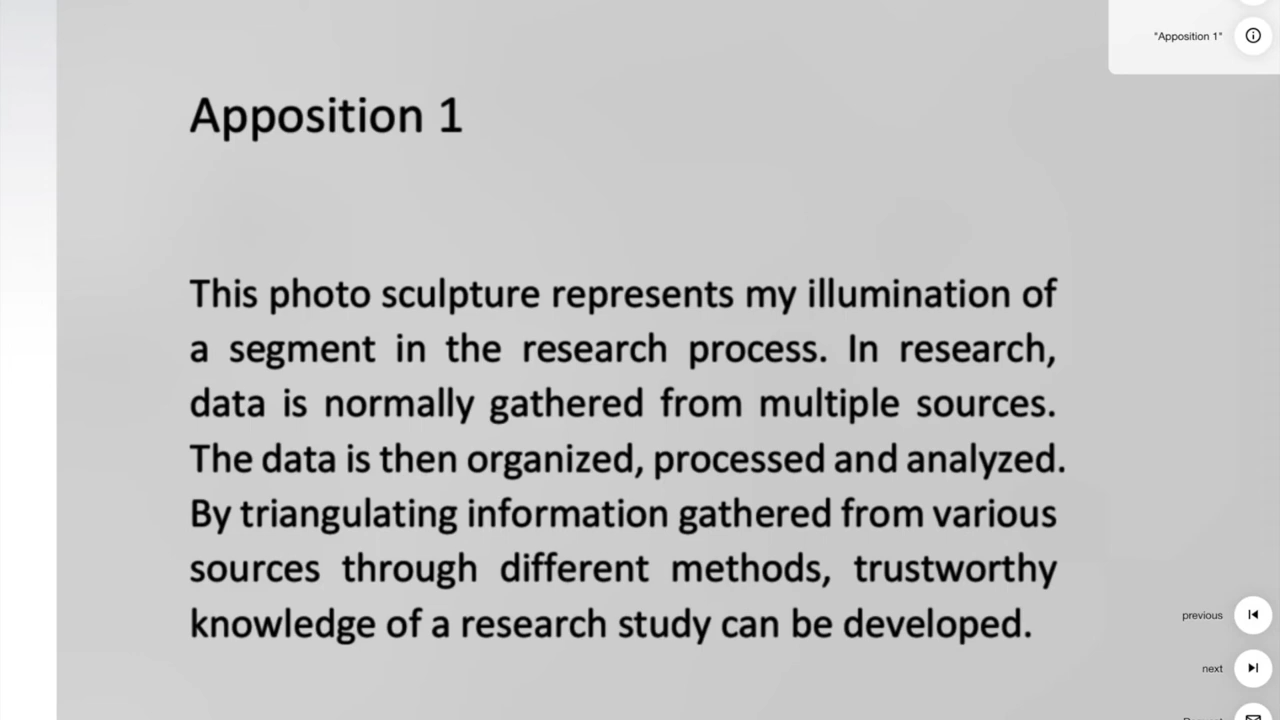 "Apposition 1"
Apposition 1
This photo sculpture represents my illumination of
a segment in the research process. In research,
data is normally gathered from multiple sources.
The data is then organized, processed and analyzed.
By triangulating information gathered from various
sources through different methods, trustworthy
knowledge of a research study can be developed.
previous
next